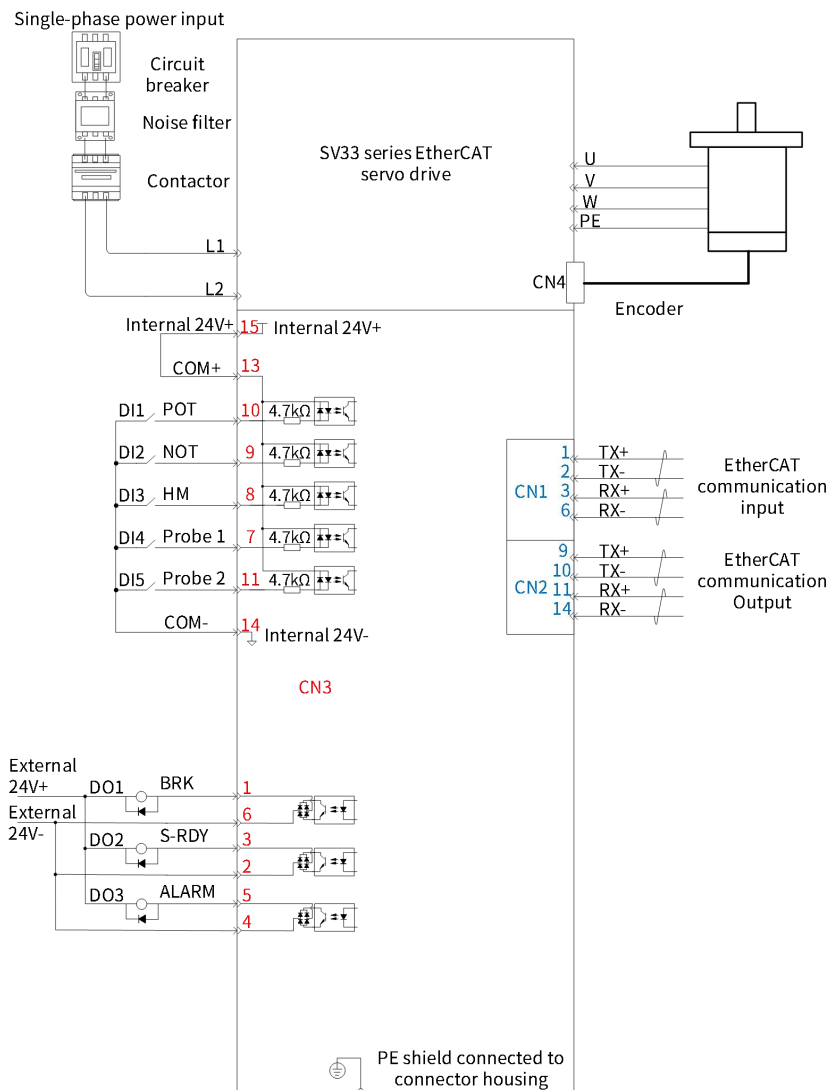 Single-phase power input
Circuit
breaker
Noise filter
Contactor
SV33 series EtherCAT
servo drive
U
V
W
PE
L1
L2
CN4
Encoder
Internal 24V+ 15 Internal 24V+
COM+ 13
DI1 POT 10 4.7kΩ
DI2 NOT 9 4.7kΩ
DI3 HM 8 4.7kΩ
DI4 Probe 1 7 4.7kΩ
DI5 Probe 2 11 4.7kΩ
COM- 14 Internal 24V-
CN3
CN1
1 TX+
2 TX-
3 RX+
6 RX-
EtherCAT
communication
input
CN2
9 TX+
10 TX-
11 RX+
14 RX-
EtherCAT
communication
Output
External
24V+
External
24V-
DO1 BRK 1
6
DO2 S-RDY 3
2
DO3 ALARM 5
4
PE shield connected to
connector housing